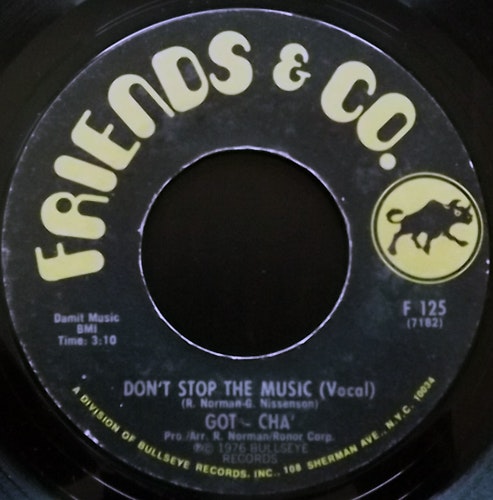 FRIENDS & CO.
F 125
(7182)
Damit Music
BMI
Time: 3:10
DON'T STOP THE MUSIC (Vocal)
(R. Norman-G. Nissenson)
GOT - CHA'
Pro./Arr. R. Norman/Ronor Corp.
℗© 1976 BULLSEYE
RECORDS
A DIVISION OF BULLSEYE RECORDS, INC., 108 SHERMAN AVE., N.Y.C. 10034